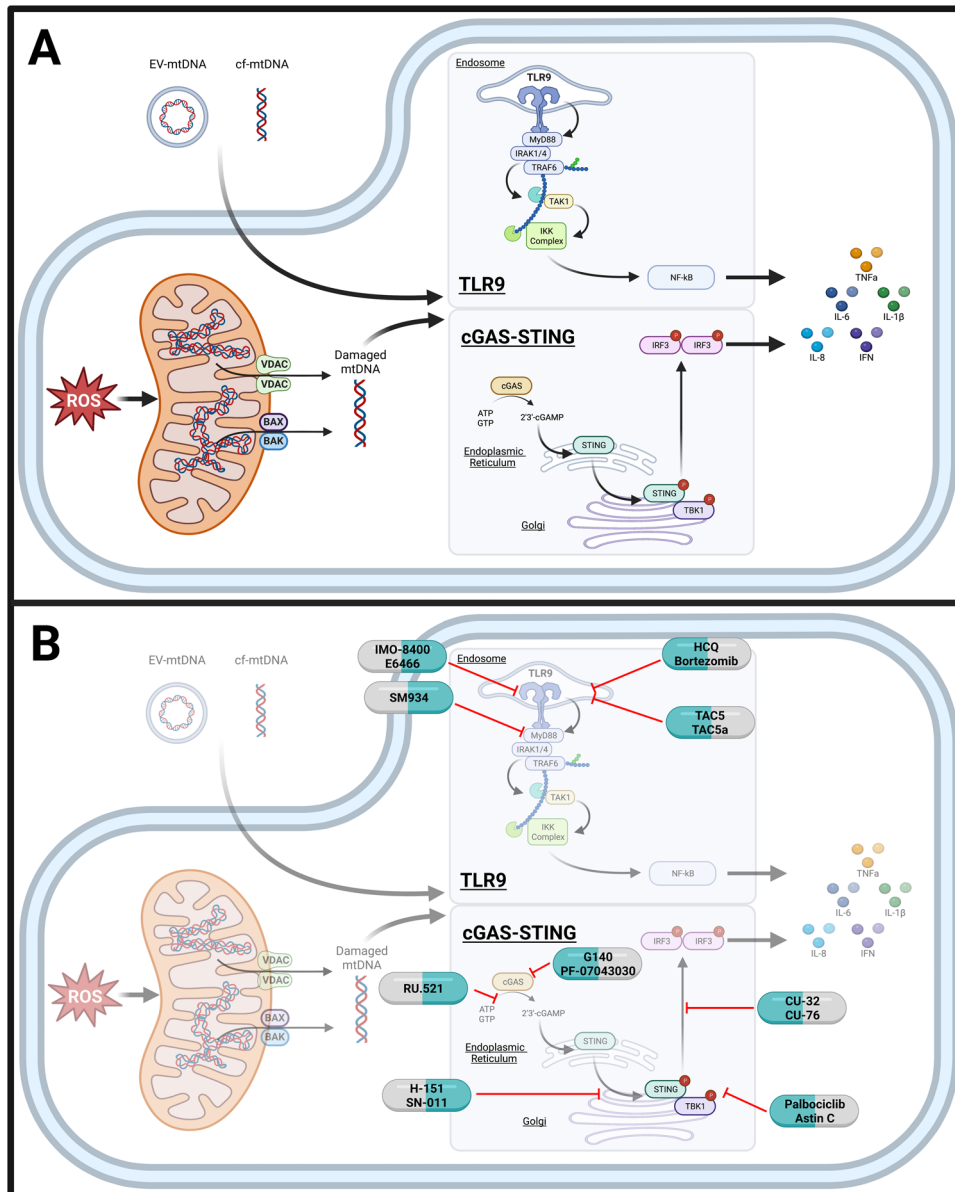 A
EV-mtDNA
cf-mtDNA
Endosome
TLR9
MyD88
IRAK1/4
TRAF6
TAK1
IKK
Complex
NF-kB
TLR9
TNFa
IL-6
IL-1β
IL-8
IFN
cGAS-STING
IRF3
P
IRF3
P
cGAS
ATP
GTP
2'3'-cGAMP
Endoplasmic
Reticulum
STING
STING
P
TBK1
P
Golgi
ROS
VDAC
VDAC
BAX
BAK
Damaged
mtDNA
B
EV-mtDNA
cf-mtDNA
IMO-8400
E6466
SM934
HCQ
Bortezomib
TAC5
TAC5a
Endosome
TLR9
MyD88
IRAK1/4
TRAF6
TAK1
IKK
Complex
NF-kB
TLR9
TNFa
IL-6
IL-1β
IL-8
IFN
cGAS-STING
IRF3
P
IRF3
P
G140
PF-07043030
RU.521
cGAS
ATP
GTP
2'3'-cGAMP
CU-32
CU-76
Endoplasmic
Reticulum
STING
H-151
SN-011
STING
P
TBK1
P
Palbociclib
Astin C
Golgi
ROS
VDAC
VDAC
BAX
BAK
Damaged
mtDNA